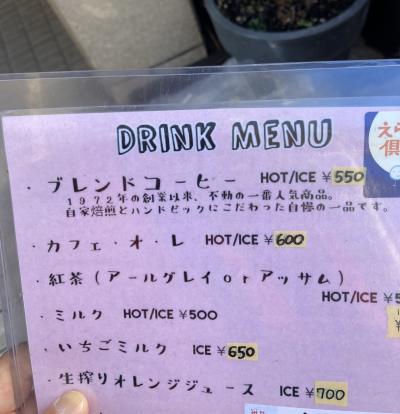 DRINK MENU
・ブレンドコーヒー HOT/ICE ¥550
1972年の創業以来、不動の一番人気商品。
自家焙煎とハンドピックにこだわった自慢の一品です。
・カフェ・オ・レ HOT/ICE ¥600
・紅茶(アールグレイorアッサム)
HOT/ICE ¥5
・ミルク HOT/ICE ¥500
・いちごミルク ICE ¥650
・生搾りオレンジジュース ICE ¥700